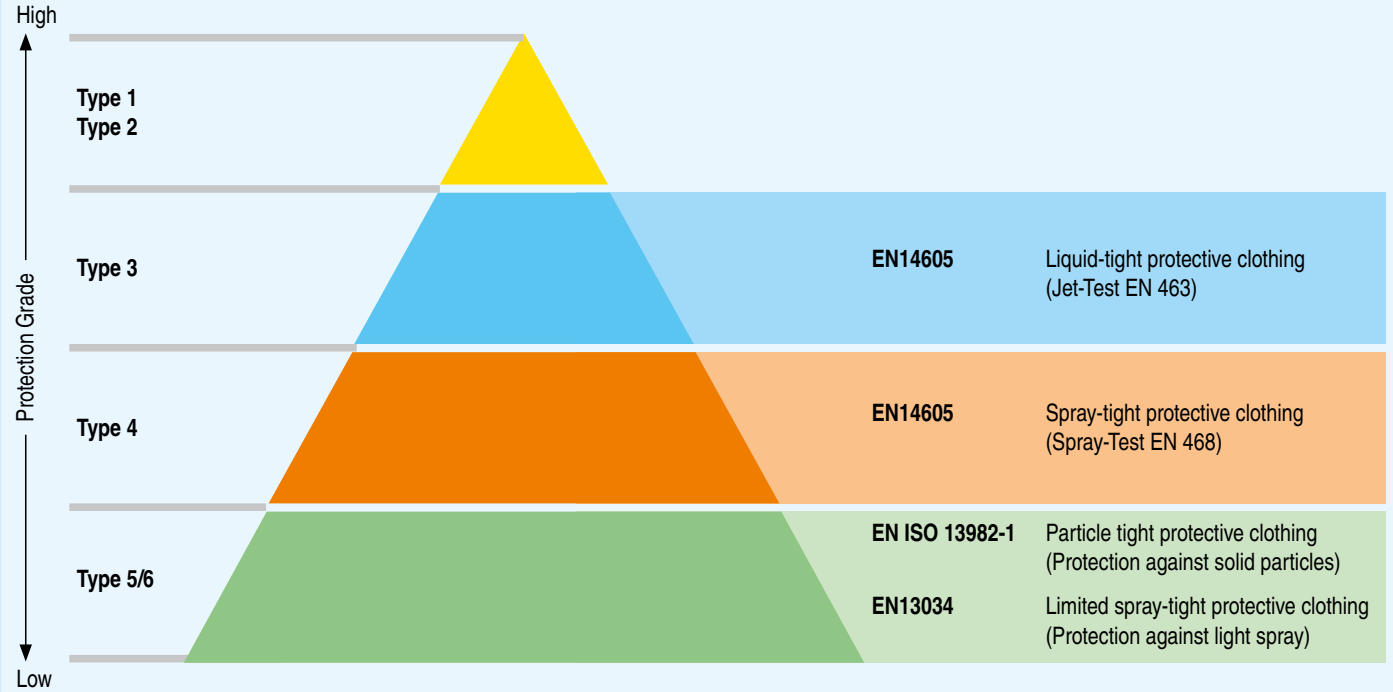 High
Protection Grade
Type 1
Type 2
Type 3
EN14605
Liquid-tight protective clothing
(Jet-Test EN 463)
Type 4
EN14605
Spray-tight protective clothing
(Spray-Test EN 468)
Type 5/6
EN ISO 13982-1
Particle tight protective clothing
(Protection against solid particles)
EN13034
Limited spray-tight protective clothing
(Protection against light spray)
Low